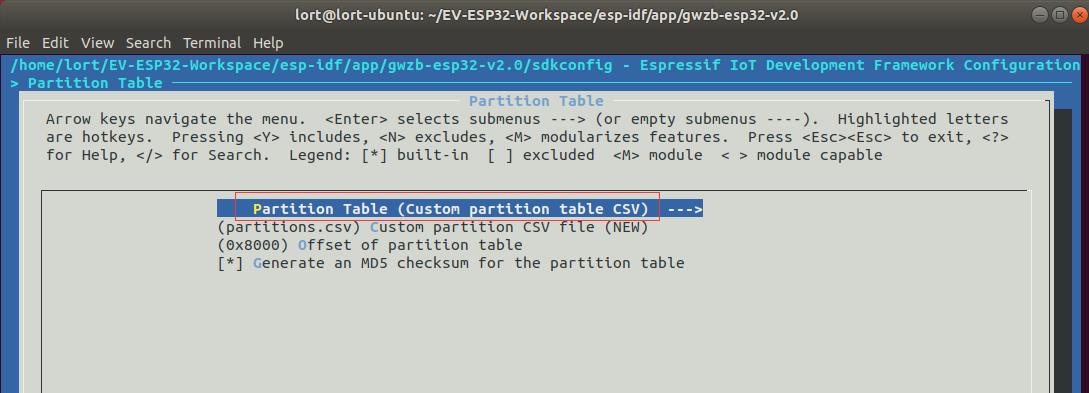 lort@lort-ubuntu: ~/EV-ESP32-Workspace/esp-idf/app/gwzb-esp32-v2.0
File Edit View Search Terminal Help
/home/lort/EV-ESP32-Workspace/esp-idf/app/gwzb-esp32-v2.0/sdkconfig - Espressif IoT Development Framework Configuration
> Partition Table
Partition Table
Arrow keys navigate the menu.  <Enter> selects submenus ---> (or empty submenus ----).  Highlighted letters
are hotkeys.  Pressing <Y> includes, <N> excludes, <M> modularizes features.  Press <Esc><Esc> to exit, <?>
for Help, </> for Search.  Legend: [*] built-in  [ ] excluded  <M> module  < > module capable
Partition Table (Custom partition table CSV)  --->
(partitions.csv) Custom partition CSV file (NEW)
(0x8000) Offset of partition table
[*] Generate an MD5 checksum for the partition table